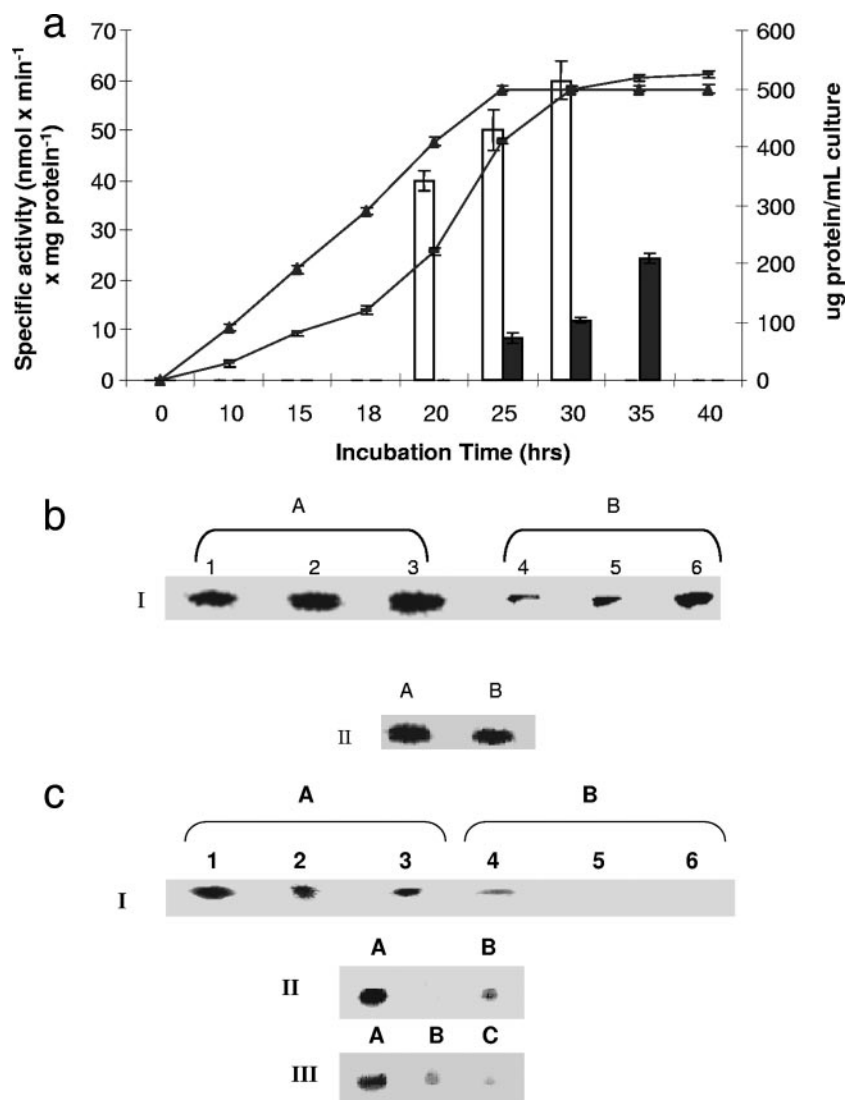 a
Specific activity (nmol x min-1
x mg protein-1)
70
60
50
40
30
20
10
0
600
500
400
300
200
100
0
ug protein/mL culture
0 10 15 18 20 25 30 35 40
Incubation Time (hrs)
b
A B
1 2 3 4 5 6
I
A B
II
c
A B
1 2 3 4 5 6
I
A B
II
A B C
III